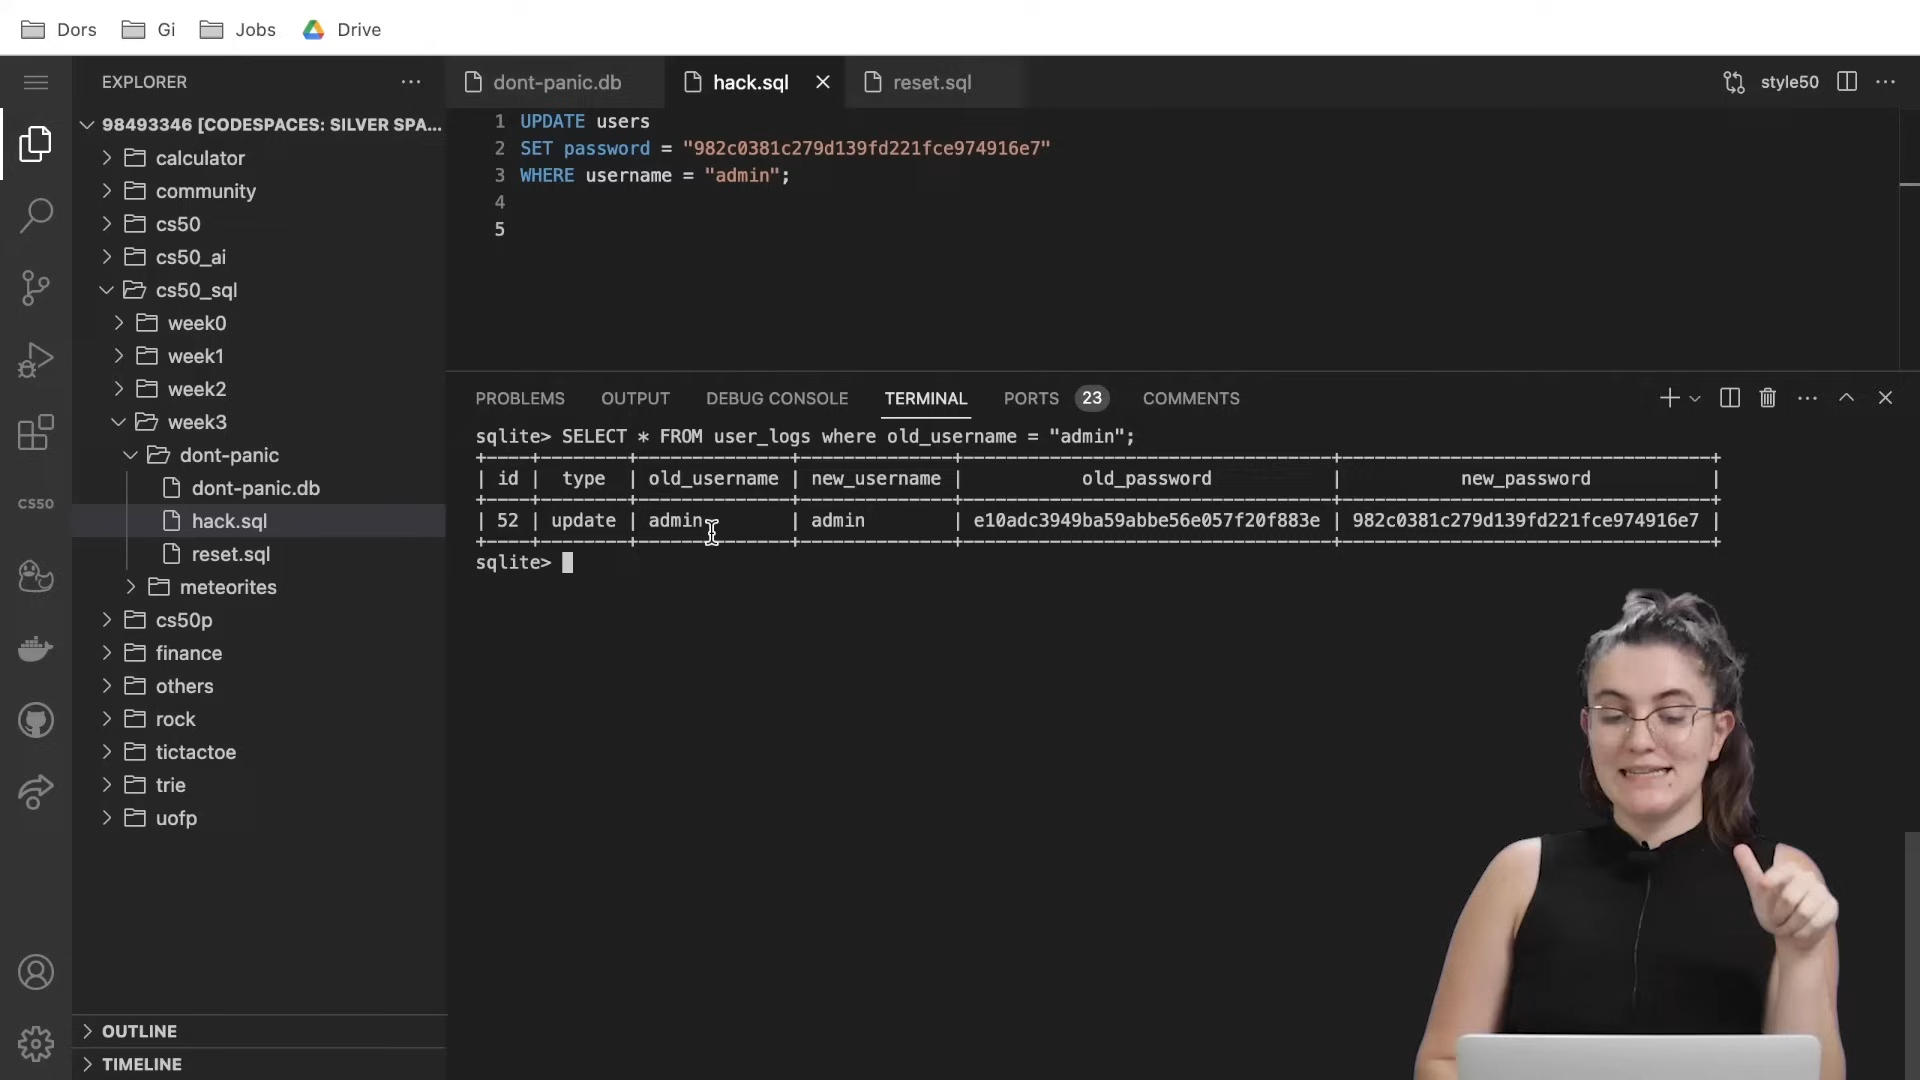 Dors Gi Jobs Drive
EXPLORER
98493346 [CODESPACES: SILVER SPA...
calculator
community
cs50
cs50_ai
cs50_sql
week0
week1
week2
week3
dont-panic
dont-panic.db
hack.sql
reset.sql
meteorites
cs50p
finance
others
rock
tictactoe
trie
uofp
OUTLINE
TIMELINE
CS50
dont-panic.db hack.sql reset.sql style50
1 UPDATE users
2 SET password = "982c0381c279d139fd221fce974916e7"
3 WHERE username = "admin";
4
5
PROBLEMS OUTPUT DEBUG CONSOLE TERMINAL PORTS 23 COMMENTS
sqlite> SELECT * FROM user_logs where old_username = "admin";
| id | type | old_username | new_username | old_password | new_password |
| 52 | update | admin | admin | e10adc3949ba59abbe56e057f20f883e | 982c0381c279d139fd221fce974916e7 |
sqlite>